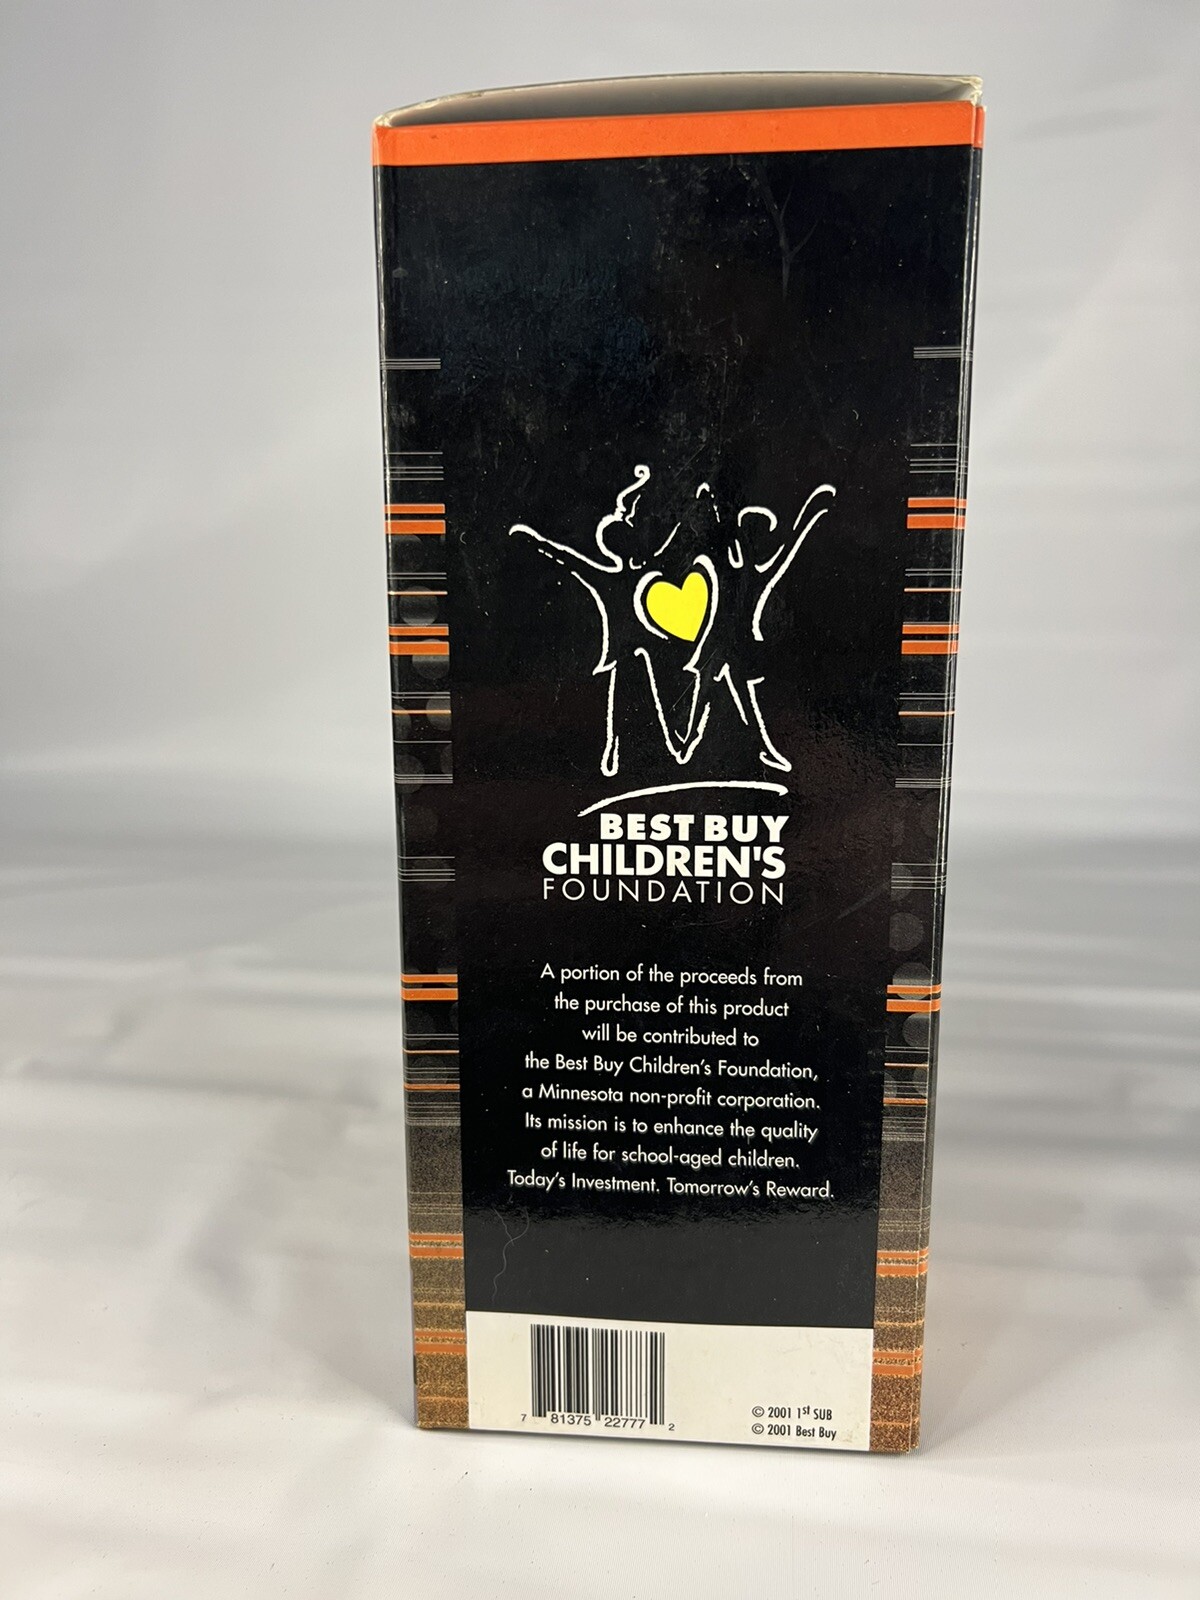 BEST BUY
CHILDREN'S
FOUNDATION
A portion of the proceeds from
the purchase of this product
will be contributed to
the Best Buy Children's Foundation,
a Minnesota non-profit corporation.
Its mission is to enhance the quality
of life for school-aged children.
Today's Investment. Tomorrow's Reward.
7 81375 22777 2
© 2001 1st SUB
© 2001 Best Buy